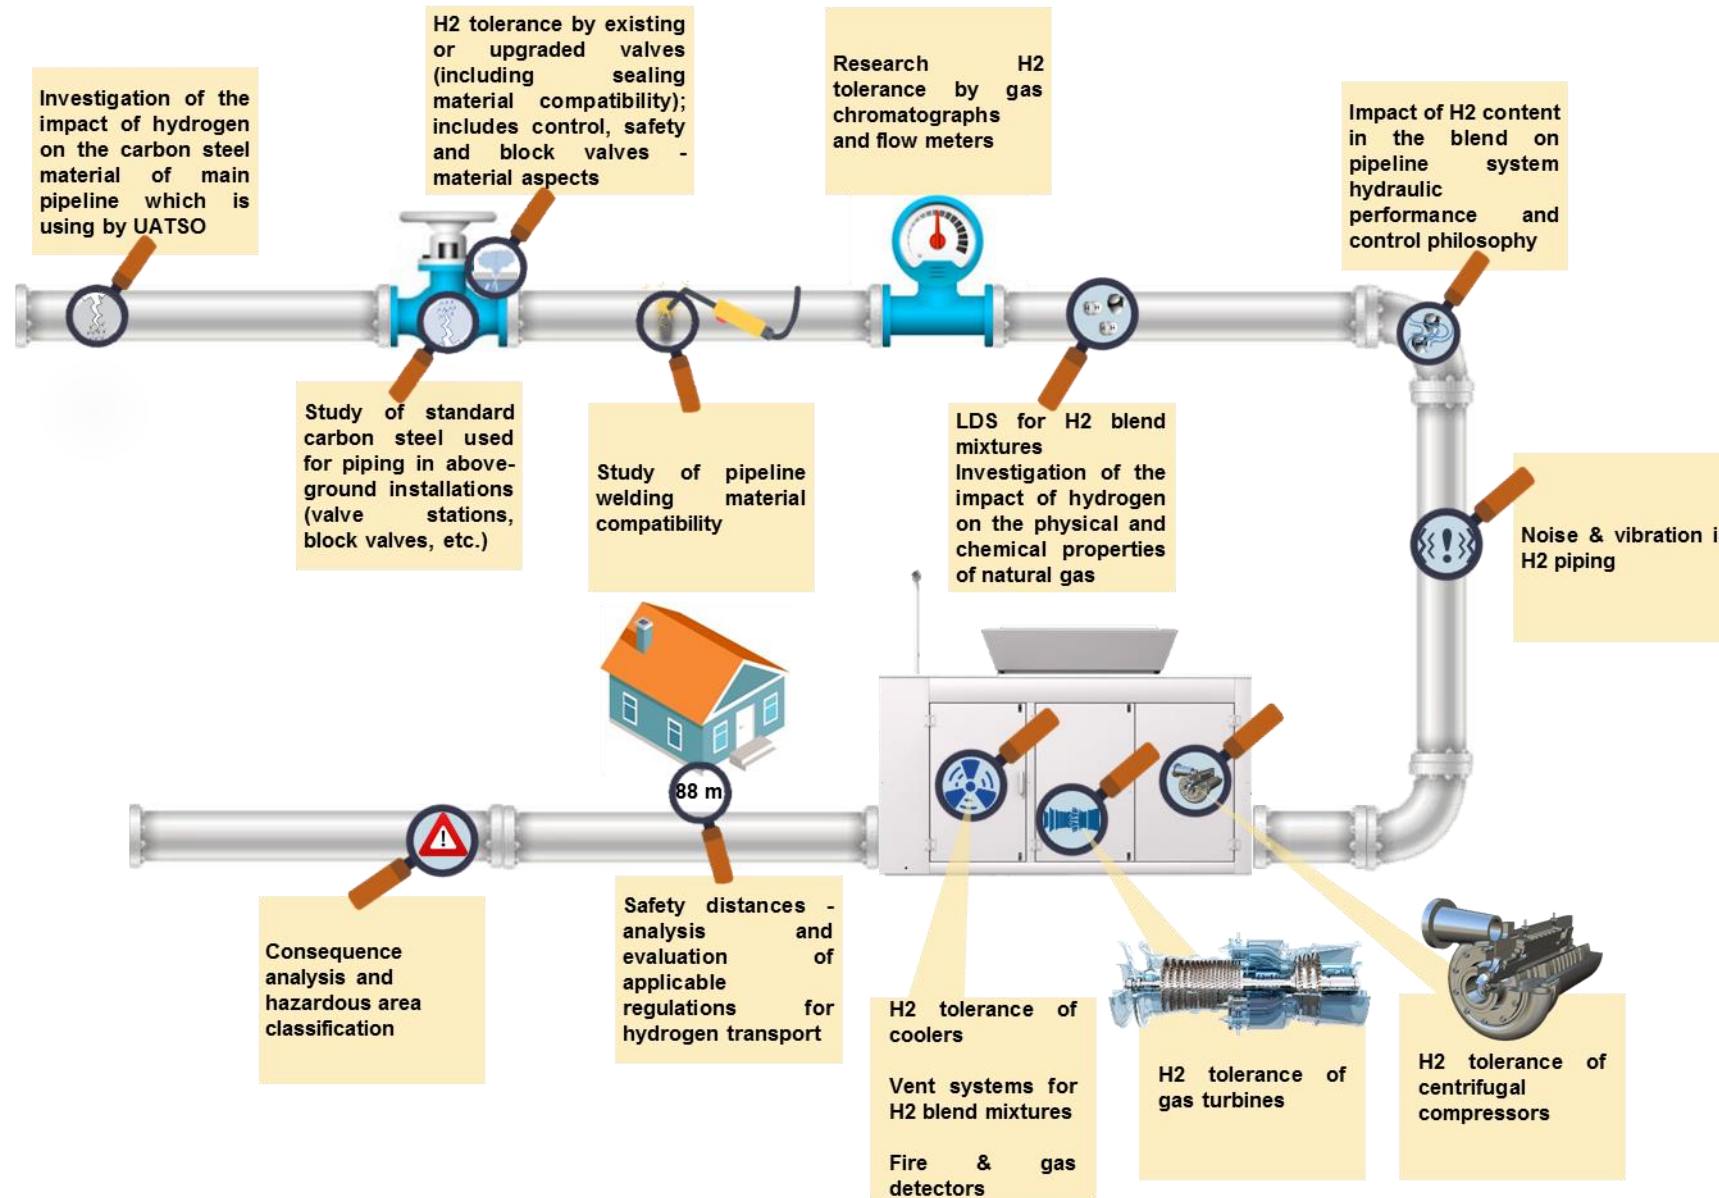 Investigation of the
impact of hydrogen
on the carbon steel
material of main
pipeline which is
using by UATSO
H2 tolerance by existing
or upgraded valves
(including sealing
material compatibility);
includes control, safety
and block valves -
material aspects
Research H2
tolerance by gas
chromatographs
and flow meters
Impact of H2 content
in the blend on
pipeline system
hydraulic
performance and
control philosophy
Study of standard
carbon steel used
for piping in above-
ground installations
(valve stations,
block valves, etc.)
Study of pipeline
welding material
compatibility
LDS for H2 blend
mixtures
Investigation of the
impact of hydrogen
on the physical and
chemical properties
of natural gas
Noise & vibration i
H2 piping
88 m
Consequence
analysis and
hazardous area
classification
Safety distances -
analysis and
evaluation of
applicable
regulations for
hydrogen transport
H2 tolerance of
coolers
Vent systems for
H2 blend mixtures
Fire & gas
detectors
H2 tolerance of
gas turbines
H2 tolerance of
centrifugal
compressors